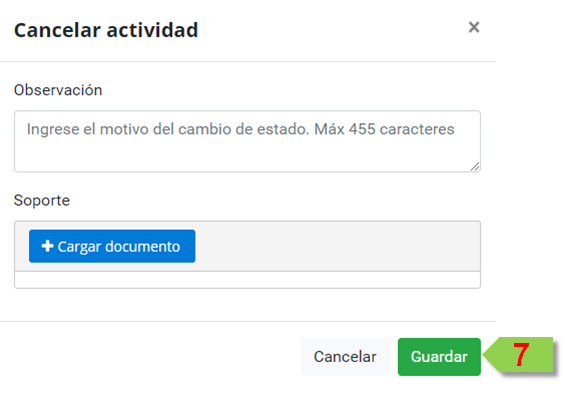 Cancelar actividad
×
Observación
Ingrese el motivo del cambio de estado. Máx 455 caracteres
Soporte
+ Cargar documento
Cancelar
Guardar
7